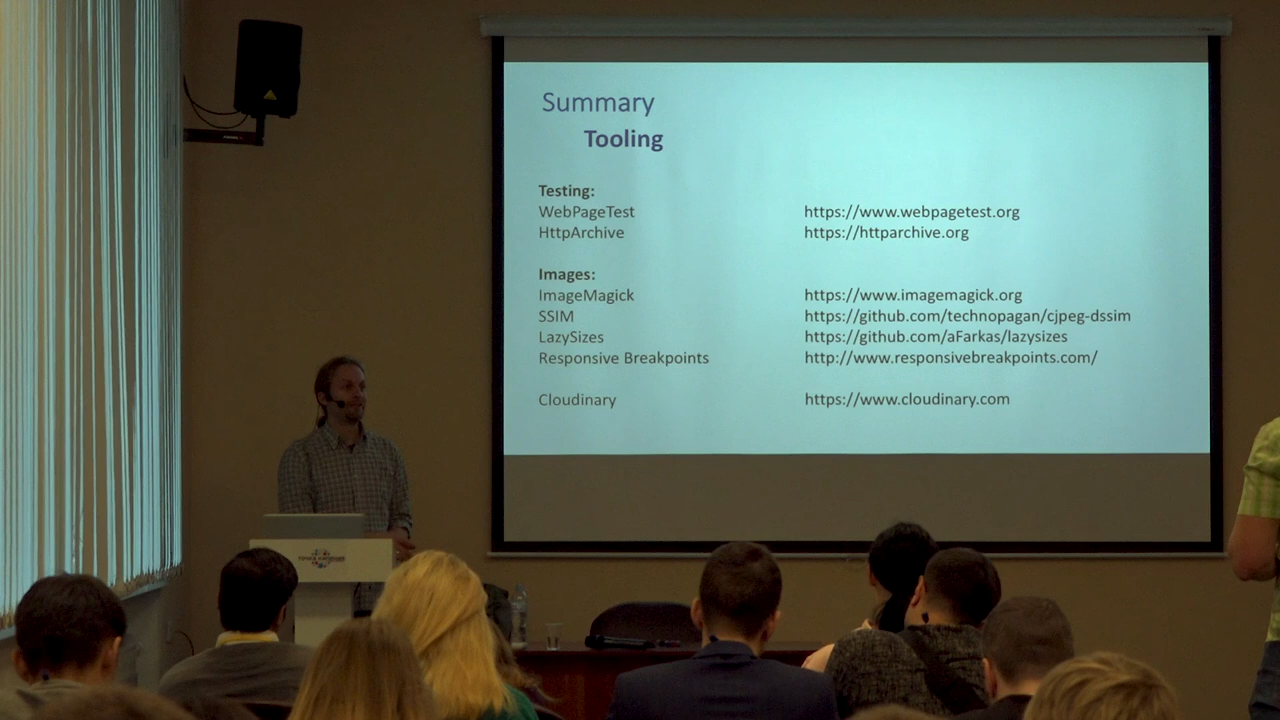 Summary
Tooling
Testing:
WebPageTest https://www.webpagetest.org
HttpArchive https://httparchive.org
Images:
ImageMagick https://www.imagemagick.org
SSIM https://github.com/technopagan/cjpeg-dssim
LazySizes https://github.com/aFarkas/lazysizes
Responsive Breakpoints http://www.responsivebreakpoints.com/
Cloudinary https://www.cloudinary.com